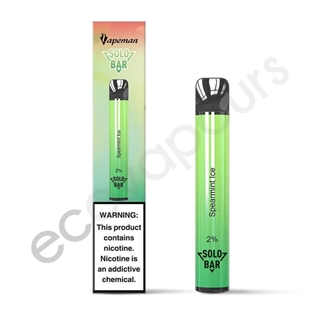 Vapeman
SOLO
BAR
Spearmint Ice
2%
SOLO
BAR
WARNING:
This product
contains
nicotine.
Nicotine is
an addictive
chemical.
Spearmint Ice
2%
SOLO
BAR
ecovapours